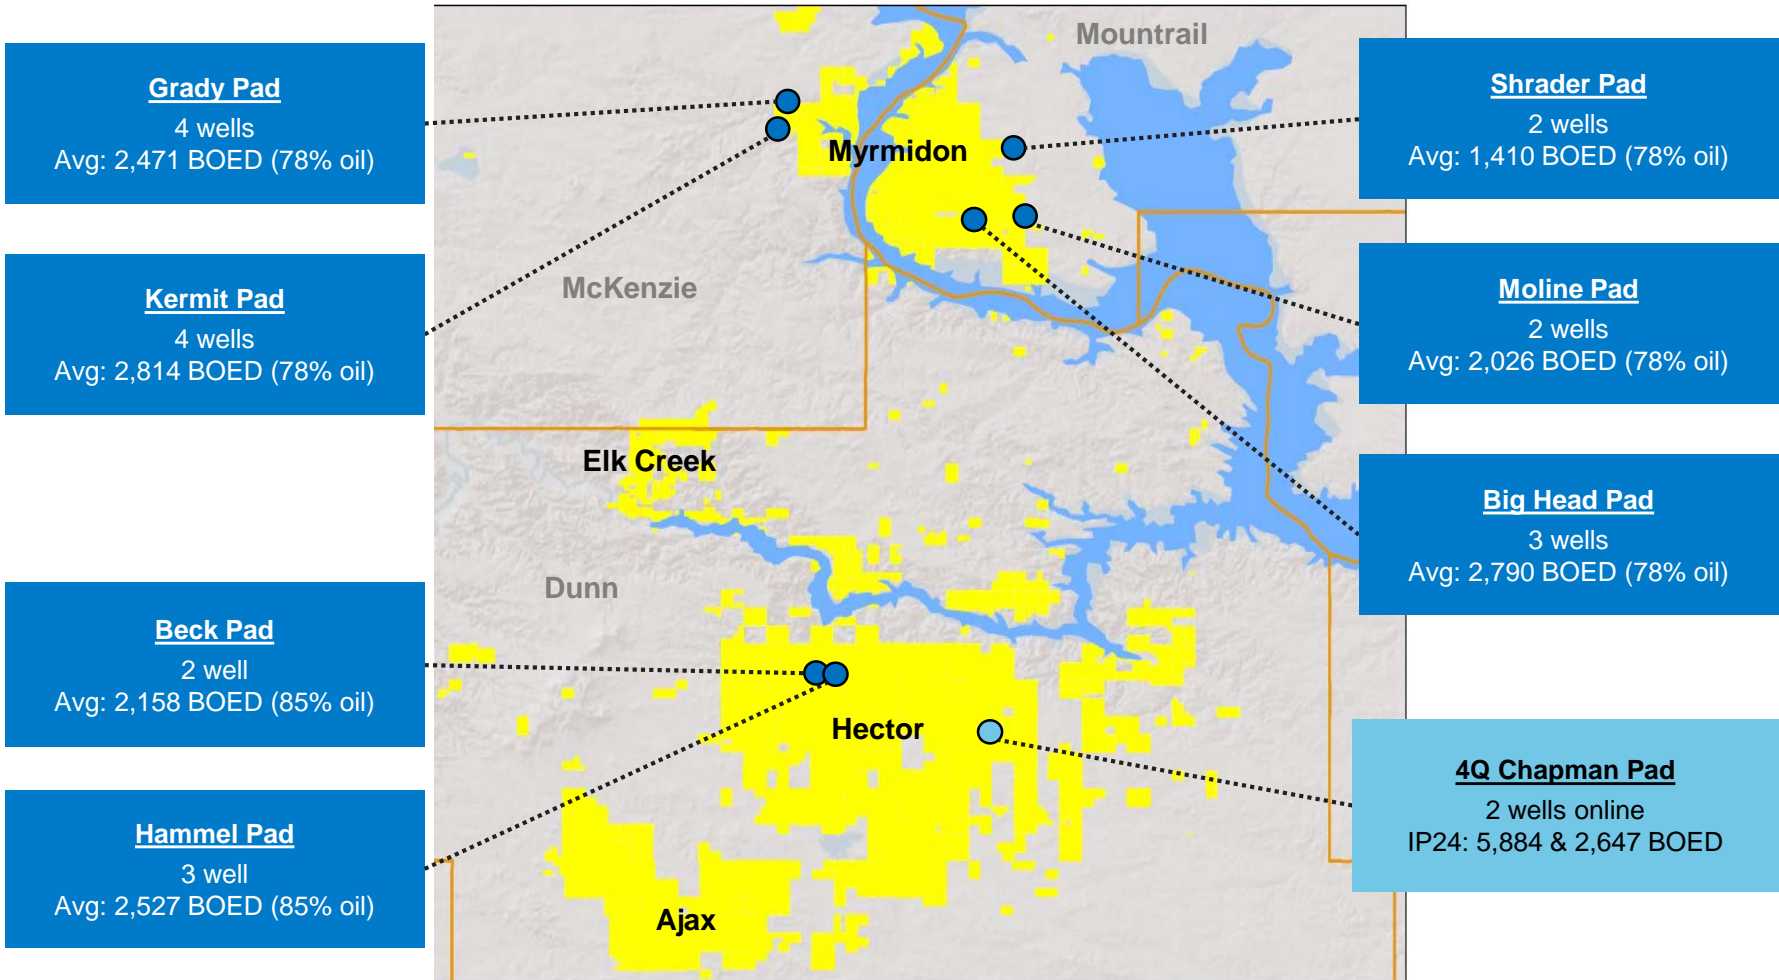 Grady Pad
4 wells
Avg: 2,471 BOED (78% oil)
Kermit Pad
4 wells
Avg: 2,814 BOED (78% oil)
Beck Pad
2 well
Avg: 2,158 BOED (85% oil)
Hammel Pad
3 well
Avg: 2,527 BOED (85% oil)
Mountrail
Myrmidon
McKenzie
Elk Creek
Dunn
Hector
Ajax
Shrader Pad
2 wells
Avg: 1,410 BOED (78% oil)
Moline Pad
2 wells
Avg: 2,026 BOED (78% oil)
Big Head Pad
3 wells
Avg: 2,790 BOED (78% oil)
4Q Chapman Pad
2 wells online
IP24: 5,884 & 2,647 BOED